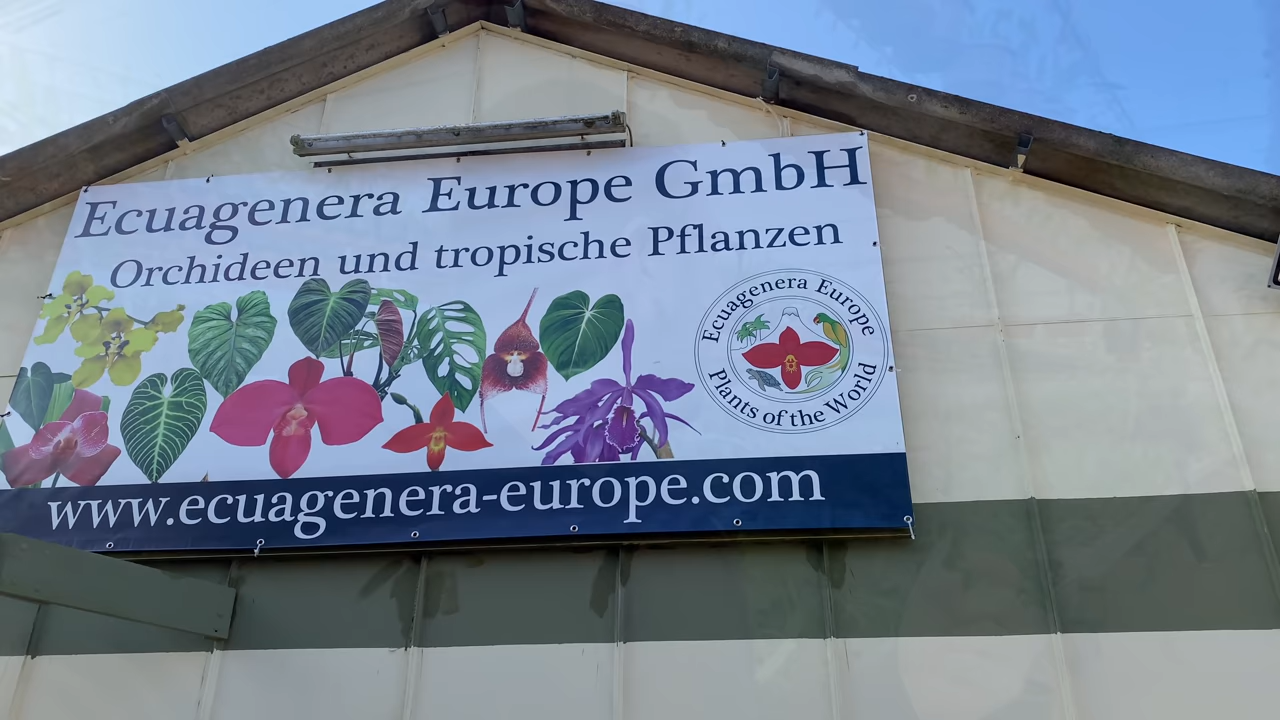 Ecuagenera Europe GmbH
Orchideen und tropische Pflanzen
Ecuagenera Europe
Plants of the World
www.ecuagenera-europe.com